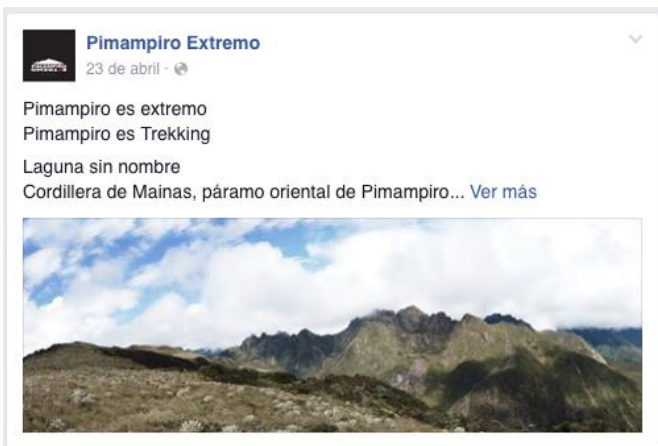 Pimampiro Extremo
23 de abril ·
Pimampiro es extremo
Pimampiro es Trekking
Laguna sin nombre
Cordillera de Mainas, páramo oriental de Pimampiro... Ver más